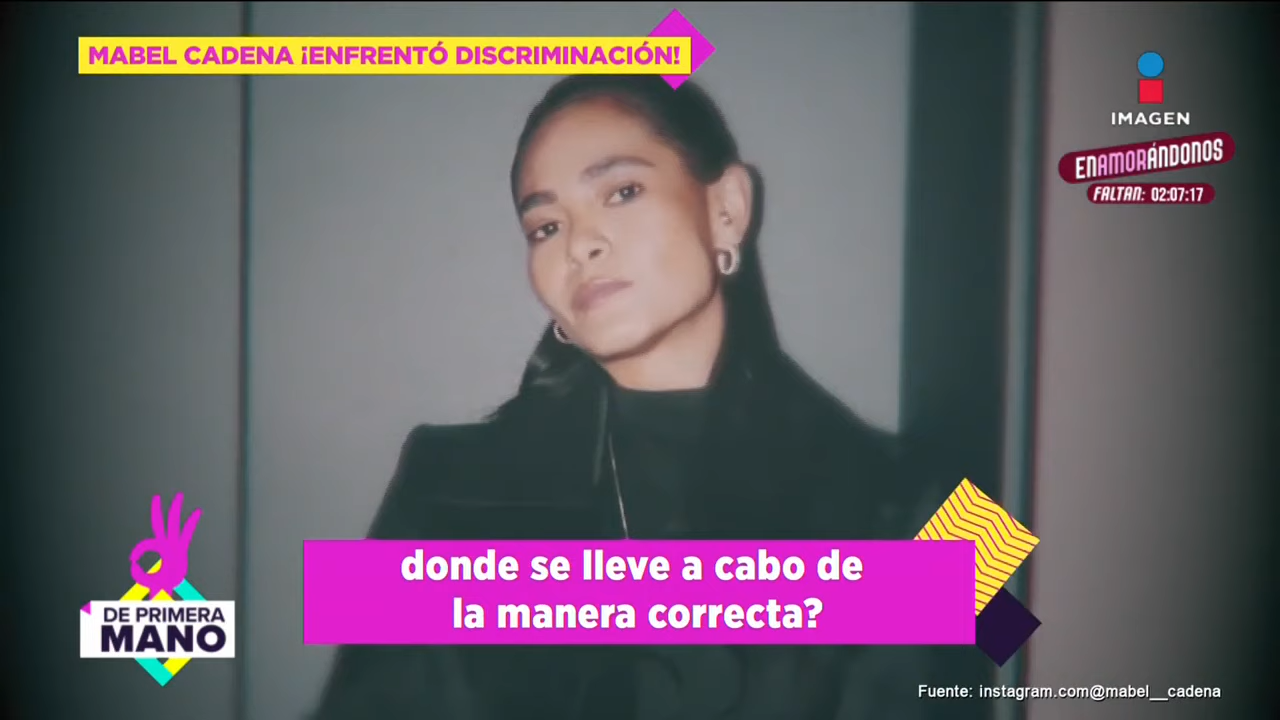 MABEL CADENA ¡ENFRENTÓ DISCRIMINACIÓN!
IMAGEN
ENAMORÁNDONOS
FALTAN: 02:07:17
donde se lleve a cabo de
la manera correcta?
DE PRIMERA
MANO
Fuente: instagram.com@mabel__cadena